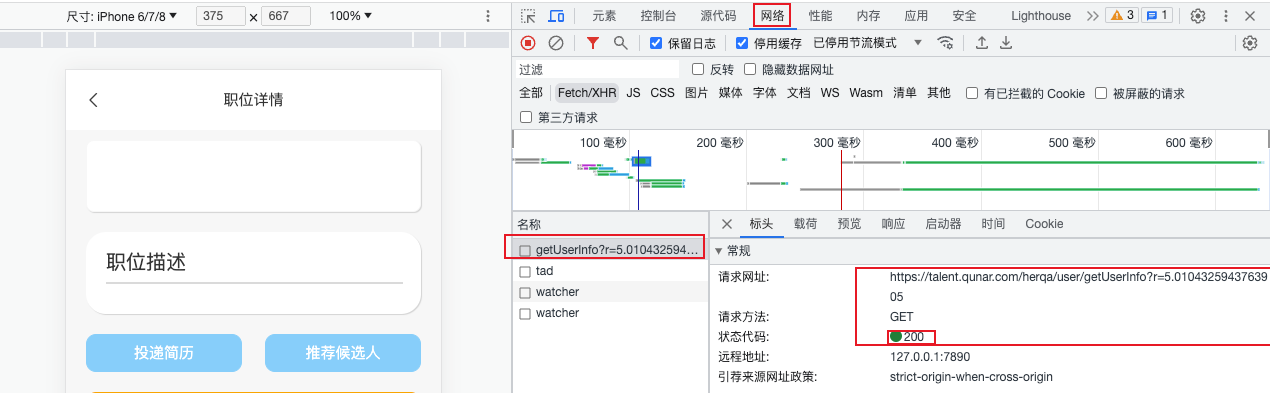 尺寸: iPhone 6/7/8 375 × 667 100%
元素 控制台 源代码 网络 性能 内存 应用 安全 Lighthouse 3 1
保留日志 停用缓存 已停用节流模式
过滤 反转 隐藏数据网址
全部 Fetch/XHR JS CSS 图片 媒体 字体 文档 WS Wasm 清单 其他 有已拦截的 Cookie 被屏蔽的请求
第三方请求
100 毫秒 200 毫秒 300 毫秒 400 毫秒 500 毫秒 600 毫秒
职位详情
职位描述
投递简历 推荐候选人
名称
getUserInfo?r=5.010432594...
tad
watcher
watcher
标头 载荷 预览 响应 启动器 时间 Cookie
常规
请求网址: https://talent.qunar.com/herqa/user/getUserInfo?r=5.01043259437639
05
请求方法: GET
状态代码: 200
远程地址: 127.0.0.1:7890
引荐来源网址政策: strict-origin-when-cross-origin